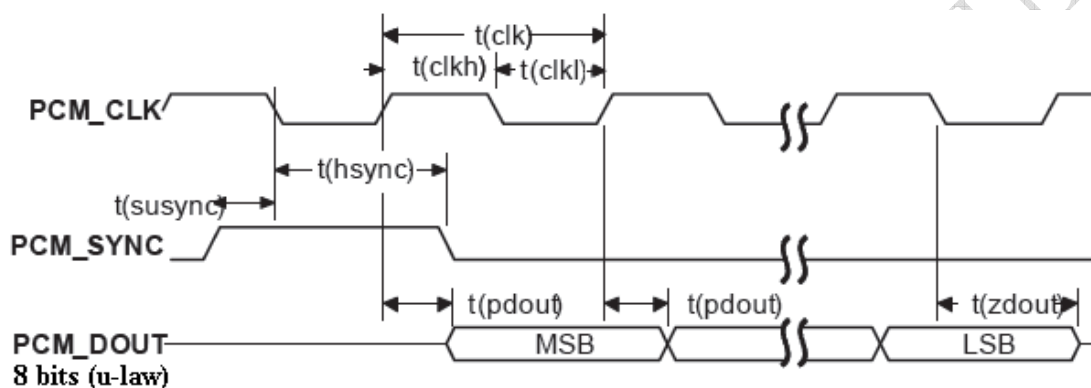 t(clk)
t(clkh) t(clkl)
PCM_CLK
t(hsync)
t(susync)
PCM_SYNC
t(pdout) t(pdout) t(zdout)
PCM_DOUT MSB LSB
8 bits (u-law)